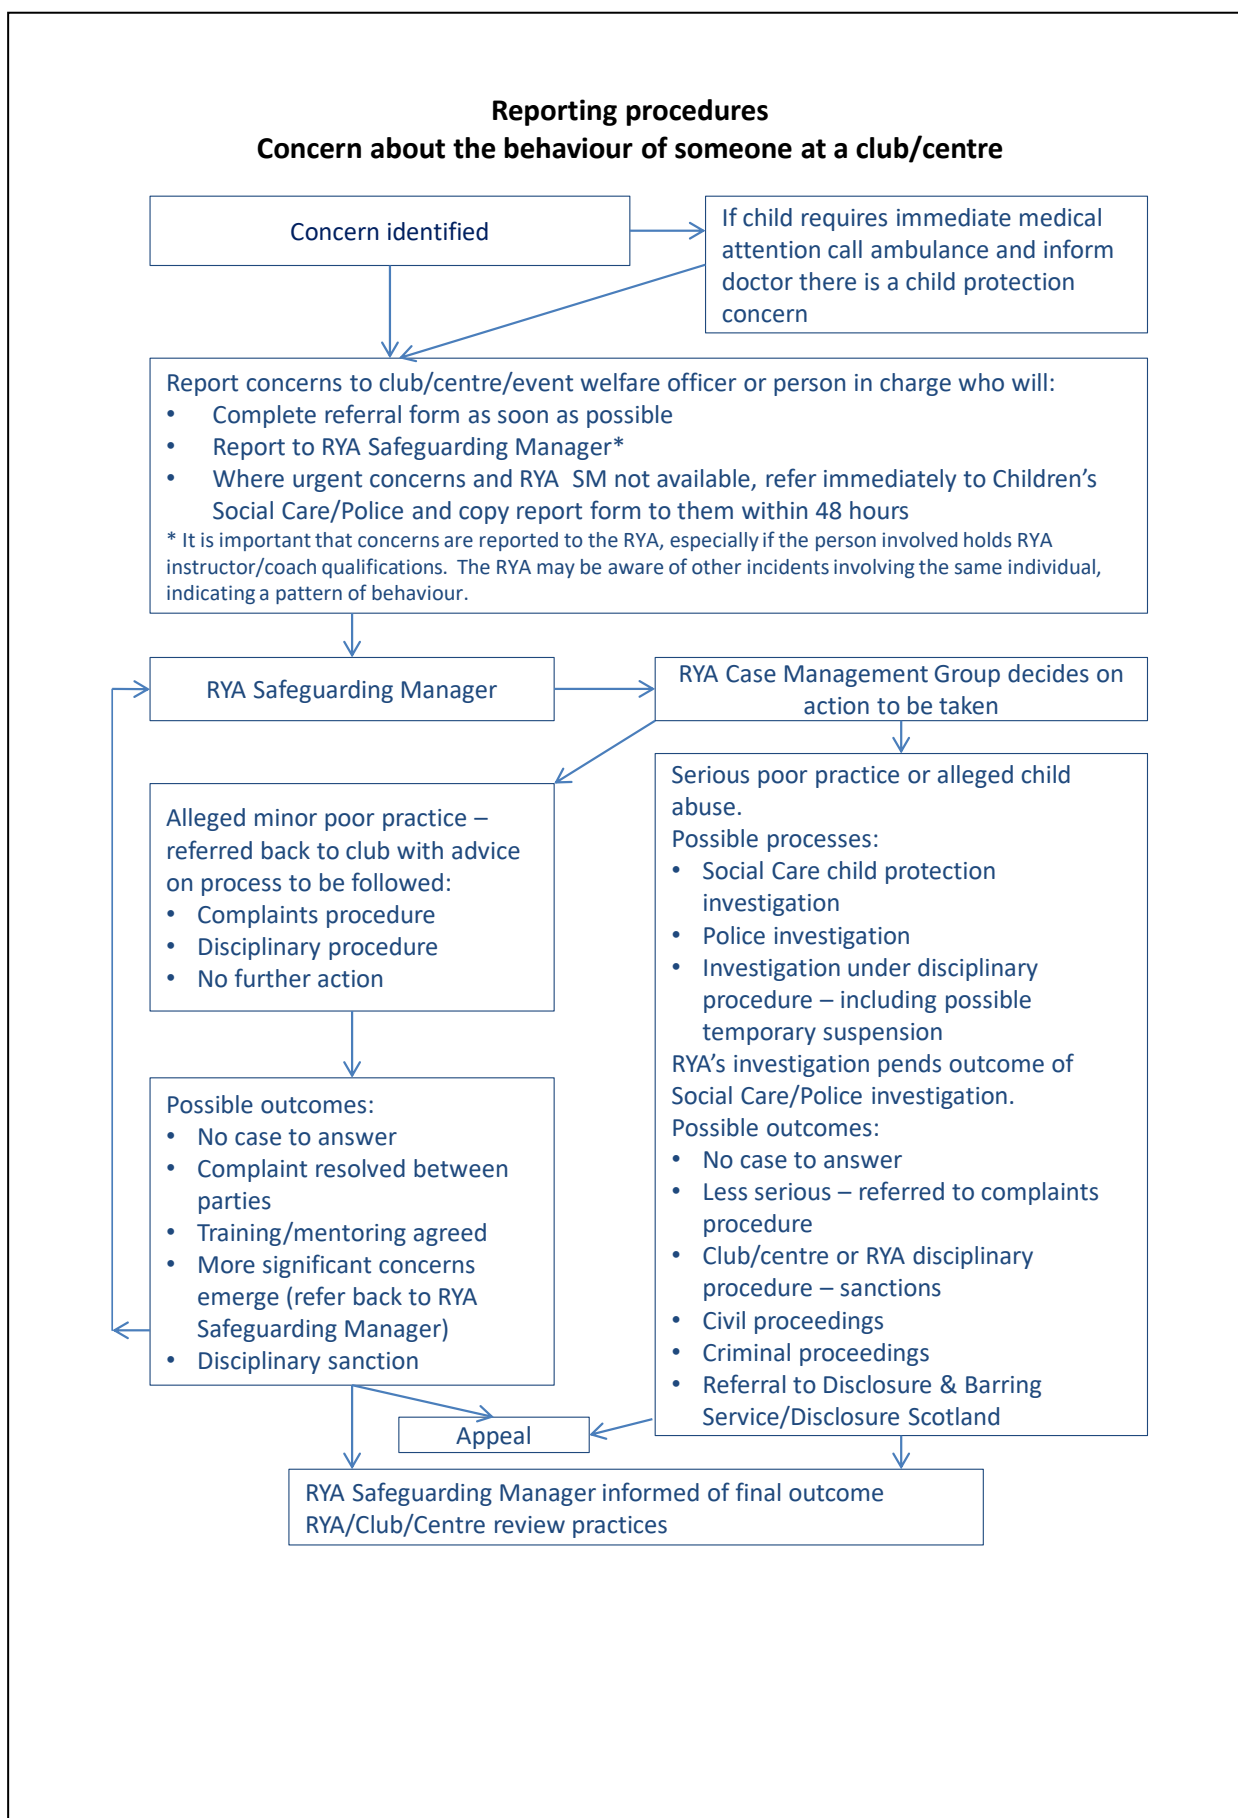 Reporting procedures
Concern about the behaviour of someone at a club/centre
Concern identified
If child requires immediate medical
attention call ambulance and inform
doctor there is a child protection
concern
Report concerns to club/centre/event welfare officer or person in charge who will:
• Complete referral form as soon as possible
• Report to RYA Safeguarding Manager*
• Where urgent concerns and RYA SM not available, refer immediately to Children's
Social Care/Police and copy report form to them within 48 hours
* It is important that concerns are reported to the RYA, especially if the person involved holds RYA
instructor/coach qualifications. The RYA may be aware of other incidents involving the same individual,
indicating a pattern of behaviour.
RYA Safeguarding Manager
RYA Case Management Group decides on
action to be taken
Alleged minor poor practice –
referred back to club with advice
on process to be followed:
• Complaints procedure
• Disciplinary procedure
• No further action
Possible outcomes:
• No case to answer
• Complaint resolved between
parties
• Training/mentoring agreed
• More significant concerns
emerge (refer back to RYA
Safeguarding Manager)
• Disciplinary sanction
Serious poor practice or alleged child
abuse.
Possible processes:
• Social Care child protection
investigation
• Police investigation
• Investigation under disciplinary
procedure – including possible
temporary suspension
RYA's investigation pends outcome of
Social Care/Police investigation.
Possible outcomes:
• No case to answer
• Less serious – referred to complaints
procedure
• Club/centre or RYA disciplinary
procedure – sanctions
• Civil proceedings
• Criminal proceedings
• Referral to Disclosure & Barring
Service/Disclosure Scotland
Appeal
RYA Safeguarding Manager informed of final outcome
RYA/Club/Centre review practices